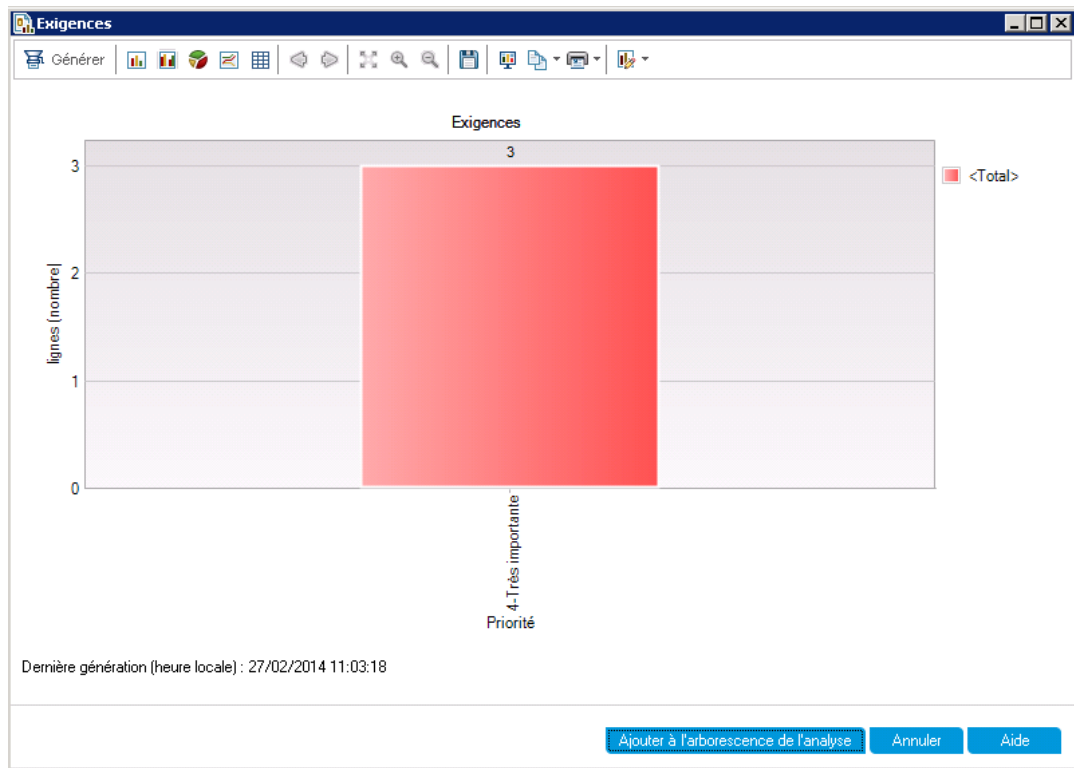 Exigences
Générer
Exigences
3
<Total>
3
2
1
0
lignes (nombre)
4-Très importante
Priorité
Dernière génération (heure locale) : 27/02/2014 11:03:18
Ajouter à l'arborescence de l'analyse Annuler Aide